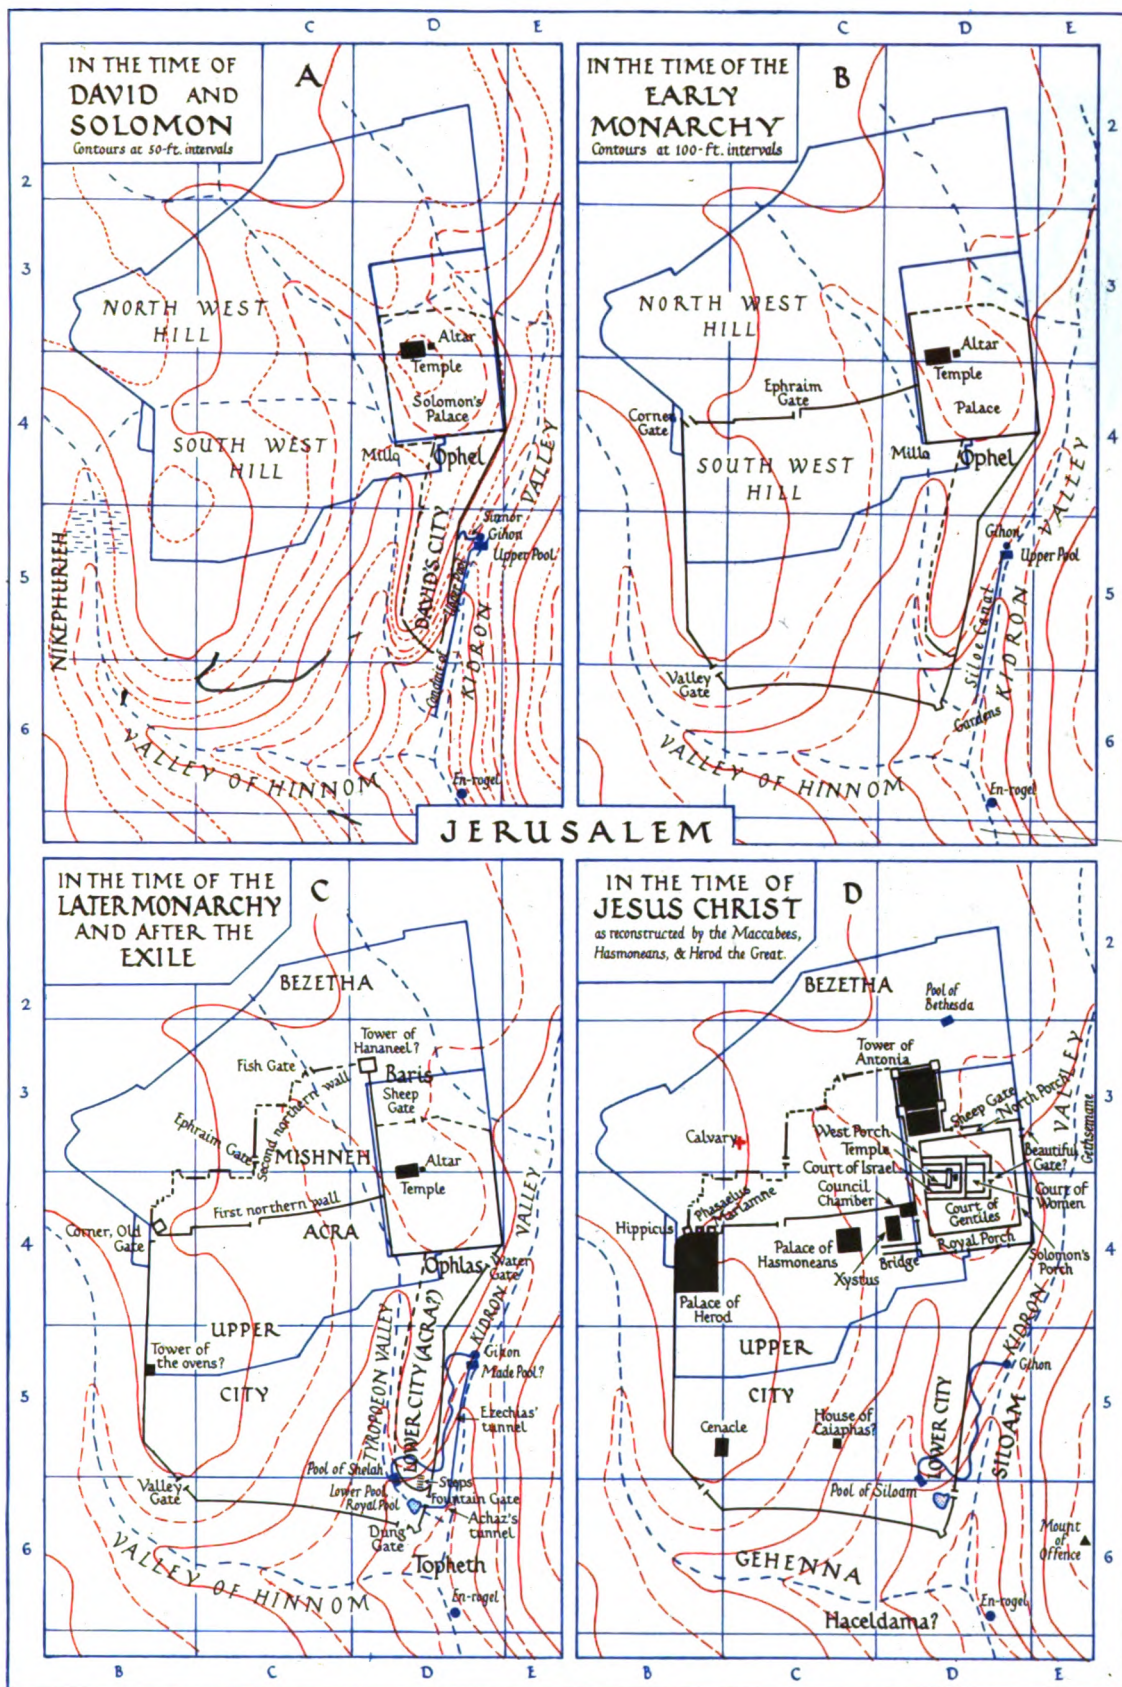 C
D
E
C
D
E
IN THE TIME OF
DAVID AND
SOLOMON
Contours at 50-ft. intervals
A
2
3
4
5
6
NORTH WEST
HILL
Altar
Temple
Solomon's
Palace
SOUTH WEST
HILL
Millo
Ophel
VALLEY
Sinnor
Gihon
Upper Pool
DAVID'S CITY
Conduit of Upper Pool
KIDRON
NIKEPHURIEH
VALLEY OF HINNOM
En-rogel
IN THE TIME OF THE
EARLY
MONARCHY
Contours at 100-ft. intervals
B
2
3
4
5
6
NORTH WEST
HILL
Altar
Temple
Ephraim
Gate
Palace
Corner
Gate
SOUTH WEST
HILL
Millo
Ophel
VALLEY
Gihon
Upper Pool
Siloe Canal
KIDRON
Valley
Gate
Gardens
VALLEY OF HINNOM
En-rogel
JERUSALEM
IN THE TIME OF THE
LATER MONARCHY
AND AFTER THE
EXILE
C
2
3
4
5
6
BEZETHA
Tower of
Hananeel?
Fish Gate
Baris
Sheep
Gate
Second northern wall
Ephraim Gate
MISHNEH
Altar
Temple
First northern wall
ACRA
Corner, Old
Gate
VALLEY
Ophlas
Water
Gate
UPPER
CITY
Tower of
the ovens?
TYROPOEON VALLEY
LOWER CITY (ACRA?)
KIDRON
Gihon
Made Pool?
Ezechias'
tunnel
Pool of Shelah
Lower Pool
Royal Pool
Steps
Fountain Gate
Achaz's
tunnel
Valley
Gate
Dung
Gate
Topheth
VALLEY OF HINNOM
En-rogel
IN THE TIME OF
JESUS CHRIST
as reconstructed by the Maccabees,
Hasmoneans, & Herod the Great.
D
2
3
4
5
6
BEZETHA
Pool of
Bethesda
Tower of
Antonia
VALLEY
Sheep Gate
North Porch
Gethsemane
Calvary
West Porch
Temple
Court of Israel
Council
Chamber
Beautiful
Gate?
Court of
Women
Court of
Gentiles
Phasaelus
Mariamne
Hippicus
Palace of
Hasmoneans
Xystus
Bridge
Royal Porch
Solomon's
Porch
Palace of
Herod
UPPER
CITY
KIDRON
Gihon
Cenacle
House of
Caiaphas?
LOWER CITY
SILOAM
Pool of Siloam
Mount
of
Offence
GEHENNA
Haceldama?
En-rogel
B
C
D
E
B
C
D
E